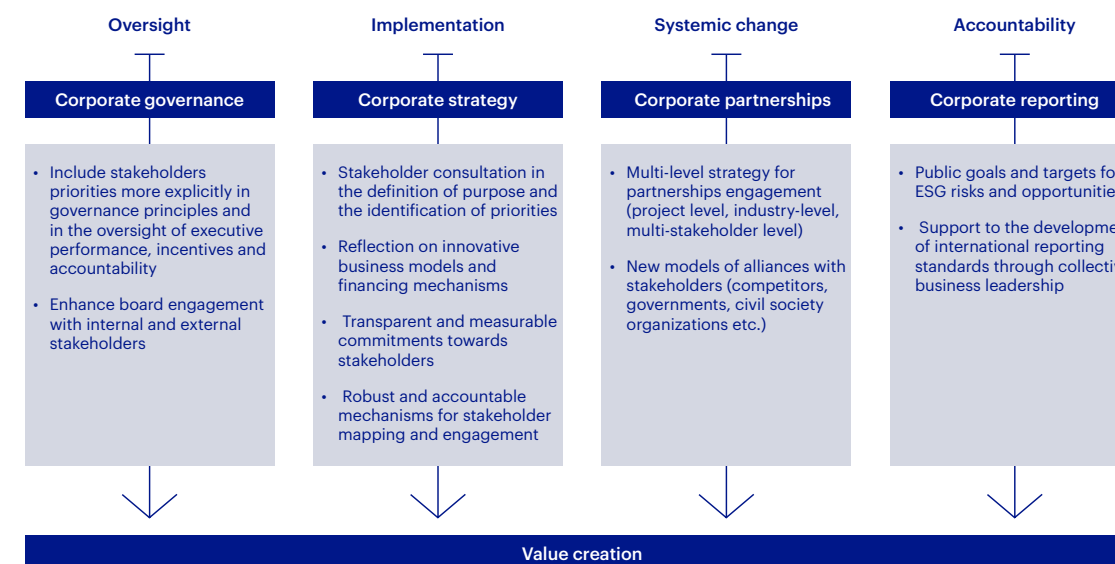 Oversight
Corporate governance
• Include stakeholders
priorities more explicitly in
governance principles and
in the oversight of executive
performance, incentives and
accountability
• Enhance board engagement
with internal and external
stakeholders
Implementation
Corporate strategy
• Stakeholder consultation in
the definition of purpose and
the identification of priorities
• Reflection on innovative
business models and
financing mechanisms
• Transparent and measurable
commitments towards
stakeholders
• Robust and accountable
mechanisms for stakeholder
mapping and engagement
Systemic change
Corporate partnerships
• Multi-level strategy for
partnerships engagement
(project level, industry-level,
multi-stakeholder level)
• New models of alliances with
stakeholders (competitors,
governments, civil society
organizations etc.)
Accountability
Corporate reporting
• Public goals and targets
ESG risks and
• Support to the
of international reporting
standards through
business leadership
Value creation